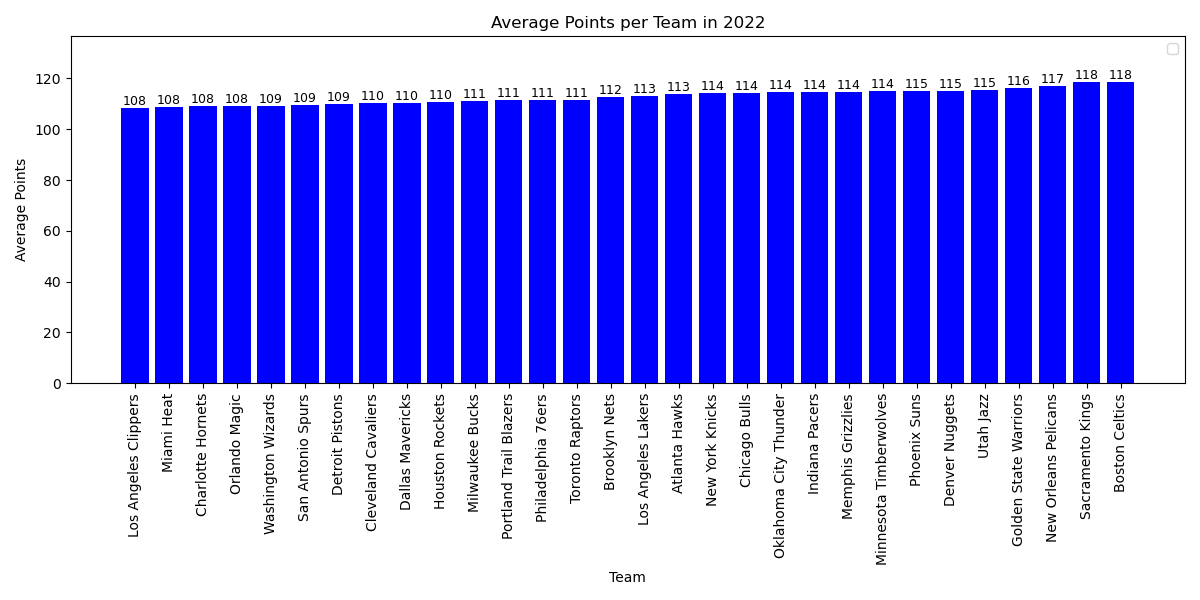 Average Points per Team in 2022
Average Points
120
100
80
60
40
20
0
108 108 108 108 109 109 109 110 110 110 111 111 111 111 112 113 113 114 114 114 114 114 114 115 115 115 116 117 118 118
Los Angeles Clippers
Miami Heat
Charlotte Hornets
Orlando Magic
Washington Wizards
San Antonio Spurs
Detroit Pistons
Cleveland Cavaliers
Dallas Mavericks
Houston Rockets
Milwaukee Bucks
Portland Trail Blazers
Philadelphia 76ers
Toronto Raptors
Brooklyn Nets
Los Angeles Lakers
Atlanta Hawks
New York Knicks
Chicago Bulls
Oklahoma City Thunder
Indiana Pacers
Memphis Grizzlies
Minnesota Timberwolves
Phoenix Suns
Denver Nuggets
Utah Jazz
Golden State Warriors
New Orleans Pelicans
Sacramento Kings
Boston Celtics
Team